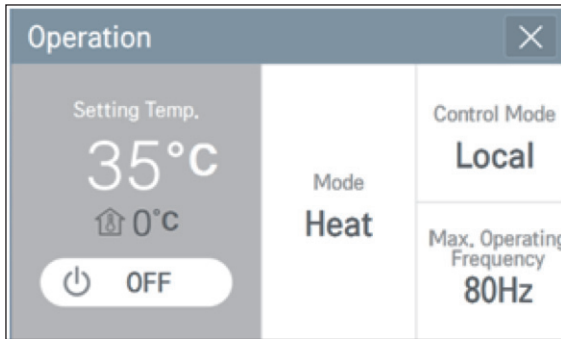 Operation
Setting Temp.
35°C
0°C
OFF
Mode
Heat
Control Mode
Local
Max. Operating
Frequency
80Hz